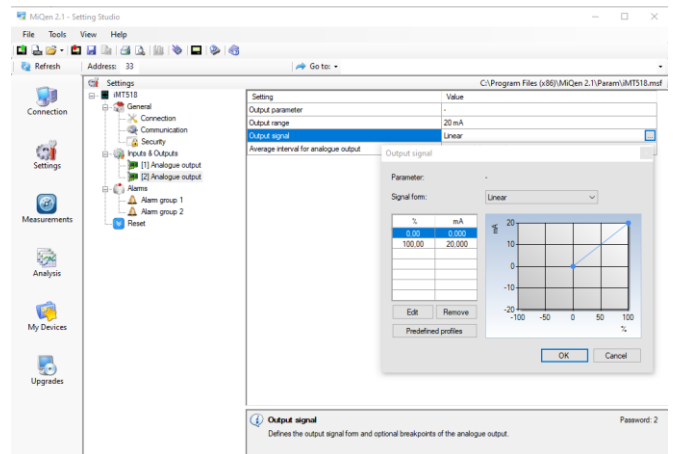 MiQen 2.1 - Setting Studio
File Tools View Help
Refresh Address: 33 Go to:
Settings C:\Program Files (x86)\MiQen 2.1\Param\iMT518.msf
Connection
Settings
Measurements
Analysis
My Devices
Upgrades
iMT518
General
Connection
Communication
Security
Inputs & Outputs
[1] Analogue output
[2] Analogue output
Alarms
Alarm group 1
Alarm group 2
Reset
Setting Value
Output parameter -
Output range 20 mA
Output signal Linear ...
Average interval for analogue output
Output signal
Parameter: -
Signal form: Linear
% mA
0,00 0,000
100,00 20,000
Edit Remove
Predefined profiles
mA
20
10
0
-10
-20
-100 -50 0 50 100
%
OK Cancel
Output signal Password: 2
Defines the output signal form and optional breakpoints of the analogue output.